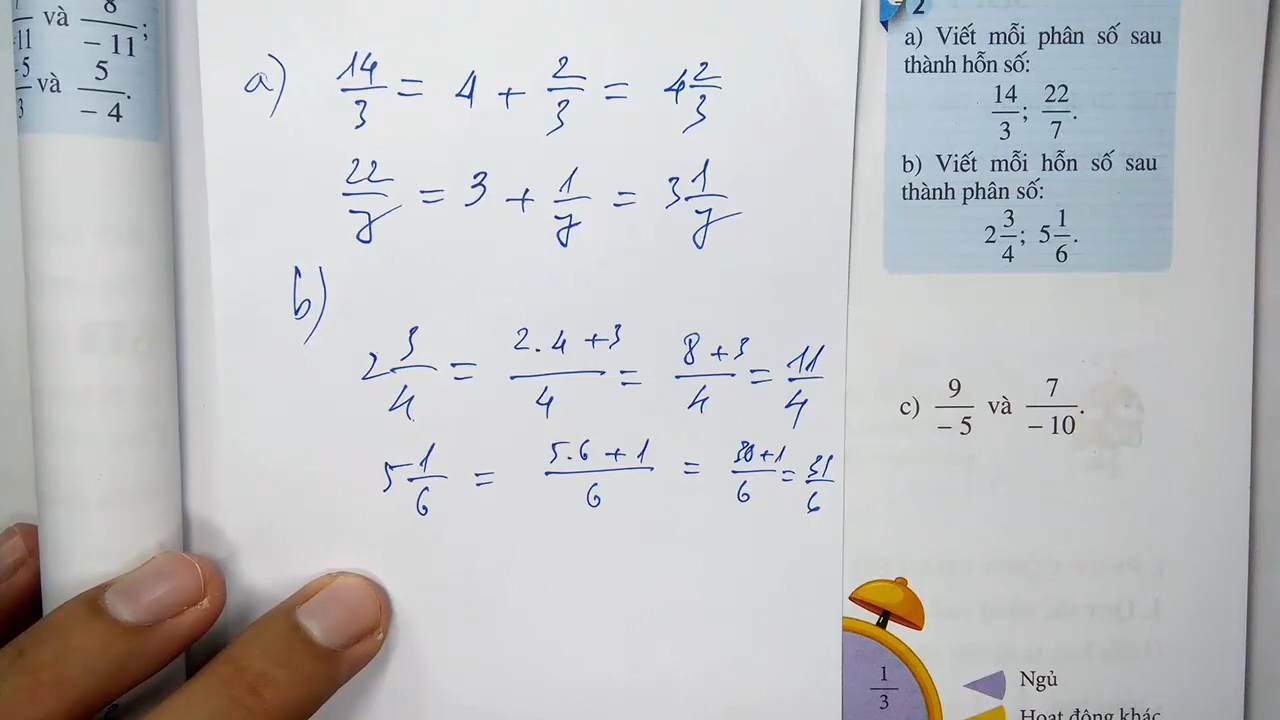 7/-11 và 8/-11;
-5/3 và 5/-4.
a) 14/3 = 4 + 2/3 = 4 2/3
22/7 = 3 + 1/7 = 3 1/7
b)
2 3/4 = (2.4 +3)/4 = (8 +3)/4 = 11/4
5 1/6 = (5.6 + 1)/6 = (30+1)/6 = 31/6
2
a) Viết mỗi phân số sau
thành hỗn số:
14/3; 22/7.
b) Viết mỗi hỗn số sau
thành phân số:
2 3/4; 5 1/6.
c) 9/-5 và 7/-10.
1/3
Ngủ
Hoạt động khác